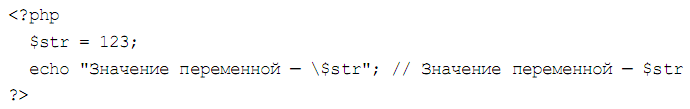 <?php
  $str = 123;
  echo "Значение переменной — \$str"; // Значение переменной — $str
?>